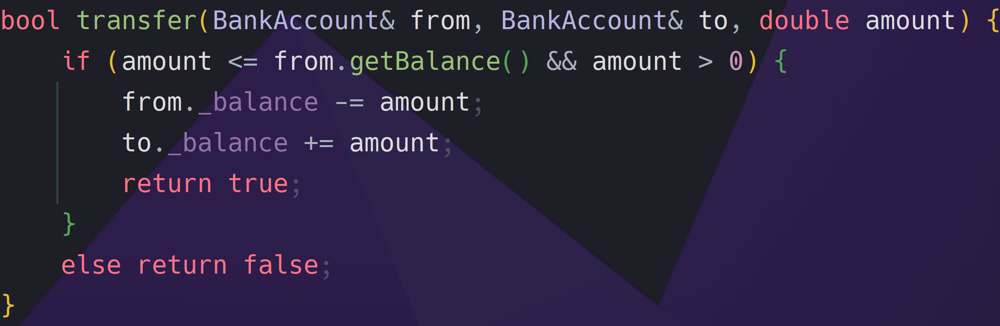 bool transfer(BankAccount& from, BankAccount& to, double amount) {
    if (amount <= from.getBalance() && amount > 0) {
        from._balance -= amount;
        to._balance += amount;
        return true;
    }
    else return false;
}